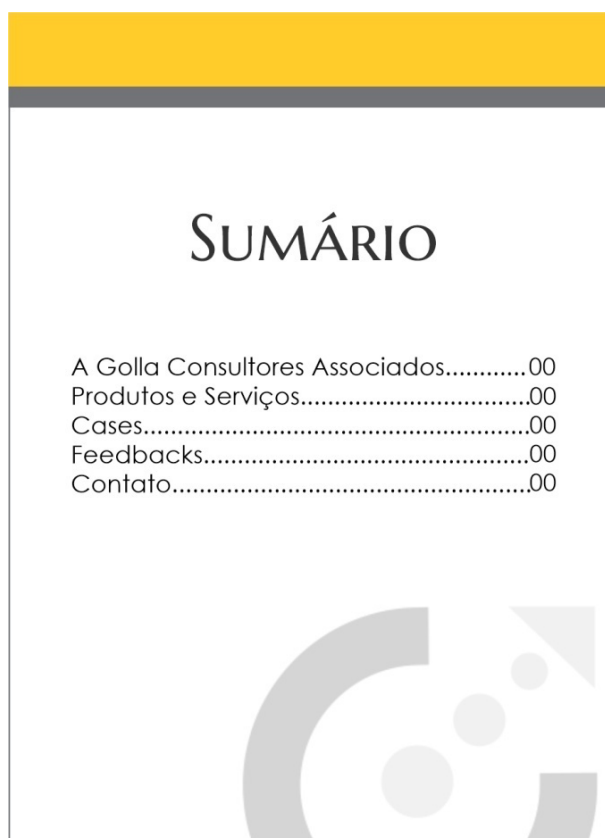 Sumário
A Golla Consultores Associados............00
Produtos e Serviços..................................00
Cases.........................................................00
Feedbacks................................................00
Contato.....................................................00